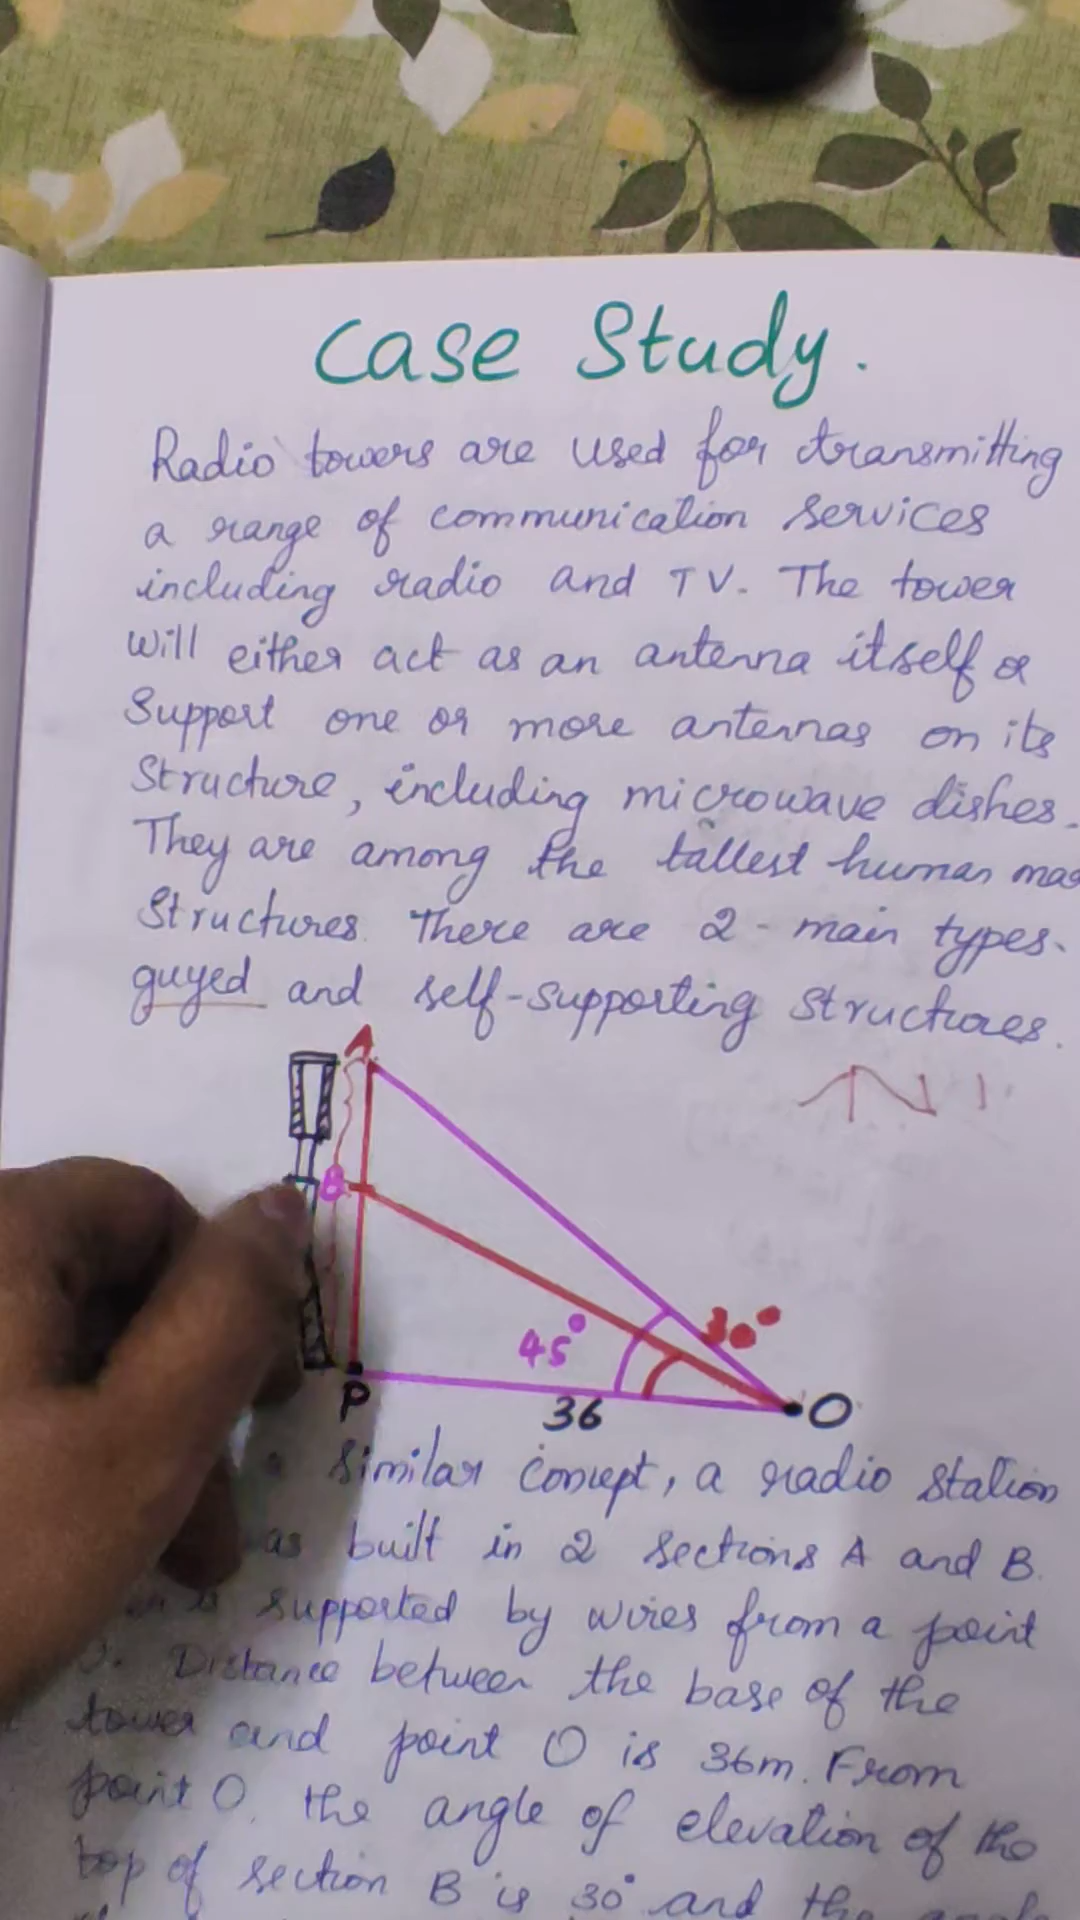 Case Study.
Radio towers are used for transmitting
a range of communication services
including radio and TV. The tower
will either act as an antenna itself or
Support one or more antennas on its
Structure, including microwave dishes.
They are among the tallest human
Structures. There are 2 - main types.
guyed and self-supporting structures.
A
B
45° 30°
P 36 O
similar concept, a radio station
built in 2 sections A and B.
supported by wires from a point
O. Distance between the base of the
tower and point O is 36m. From
point O, the angle of elevation of the
top of section B is 30° and the angle